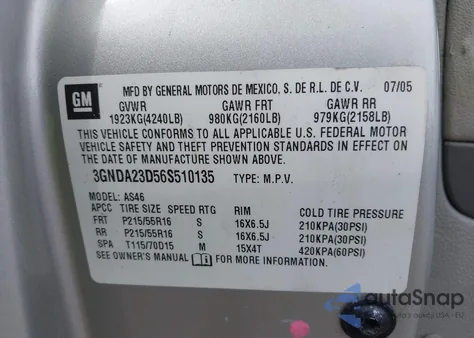 GM
MFD BY GENERAL MOTORS DE MEXICO. S. DE R.L. DE C.V. 07/05
GVWR GAWR FRT GAWR RR
1923KG(4240LB) 980KG(2160LB) 979KG(2158LB)
THIS VEHICLE CONFORMS TO ALL APPLICABLE U.S. FEDERAL MOTOR
VEHICLE SAFETY AND THEFT PREVENTION STANDARDS IN EFFECT ON THE
DATE OF MANUFACTURE SHOWN ABOVE.
3GNDA23D56S510135 TYPE: M.P.V.
MODEL: AS46
APCC TIRE SIZE SPEED RTG RIM COLD TIRE PRESSURE
FRT P215/55R16 S 16X6.5J 210KPA(30PSI)
RR P215/55R16 S 16X6.5J 210KPA(30PSI)
SPA T115/70D15 M 15X4T 420KPA(60PSI)
SEE OWNER'S MANUAL FOR MORE INFORMATION
autoSnap